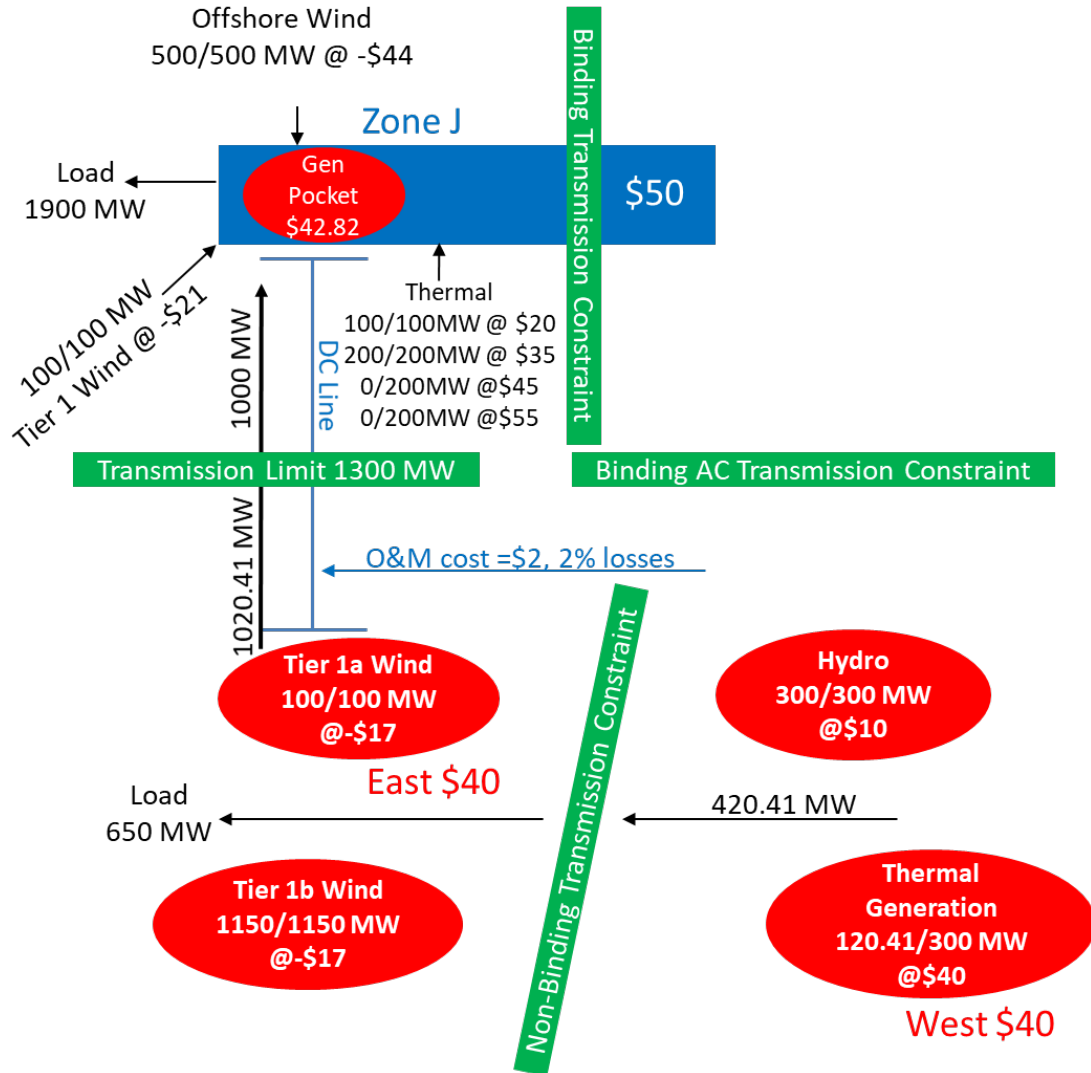 Offshore Wind
500/500 MW @ -$44
Zone J
Binding Transmission Constraint
Gen
Pocket
$42.82
$50
Load
1900 MW
100/100 MW
Tier 1 Wind @ -$21
1000 MW
DC Line
Thermal
100/100MW @ $20
200/200MW @ $35
0/200MW @$45
0/200MW @$55
Transmission Limit 1300 MW
Binding AC Transmission Constraint
1020.41 MW
O&M cost =$2, 2% losses
Non-Binding Transmission Constraint
Tier 1a Wind
100/100 MW
@-$17
Hydro
300/300 MW
@$10
East $40
Load
650 MW
420.41 MW
Tier 1b Wind
1150/1150 MW
@-$17
Thermal
Generation
120.41/300 MW
@$40
West $40